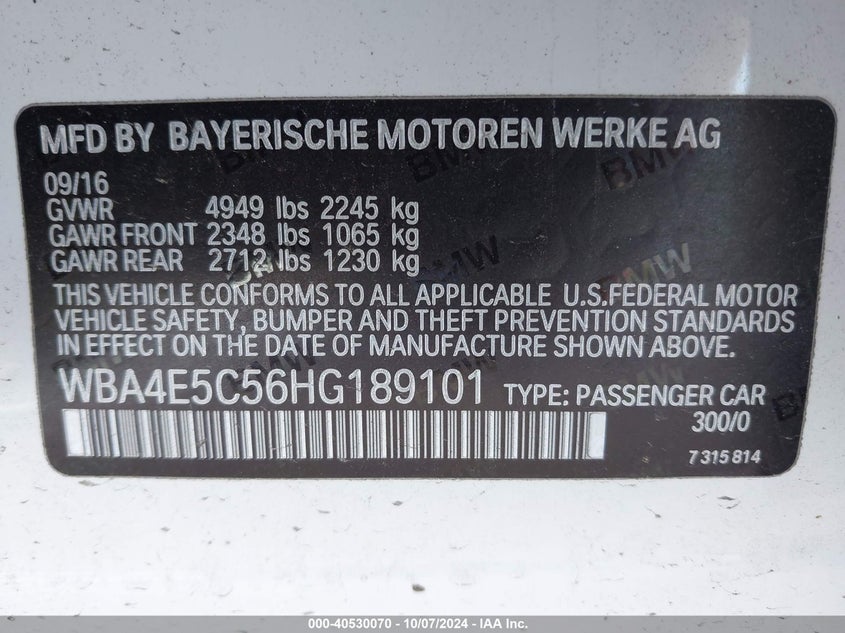 MFD BY BAYERISCHE MOTOREN WERKE AG
09/16
GVWR 4949 lbs 2245 kg
GAWR FRONT 2348 lbs 1065 kg
GAWR REAR 2712 lbs 1230 kg
THIS VEHICLE CONFORMS TO ALL APPLICABLE U.S.FEDERAL MOTOR
VEHICLE SAFETY, BUMPER AND THEFT PREVENTION STANDARDS
IN EFFECT ON THE DATE OF MANUFACTURE SHOWN ABOVE.
WBA4E5C56HG189101 TYPE: PASSENGER CAR
300/0
7 315 814
000-40530070 - 10/07/2024 - IAA Inc.